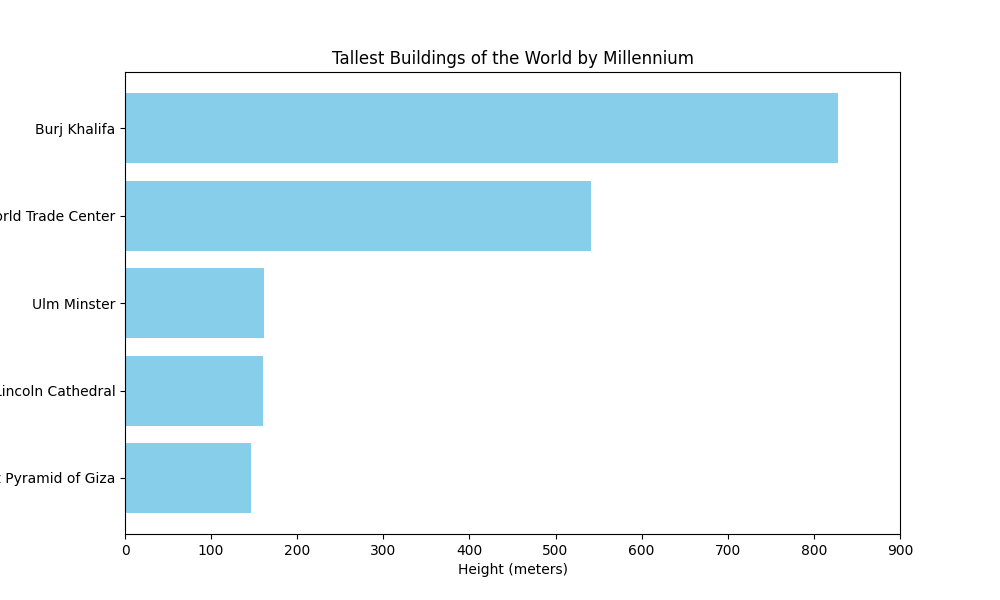 Tallest Buildings of the World by Millennium
Burj Khalifa
rld Trade Center
Ulm Minster
Lincoln Cathedral
Pyramid of Giza
0 100 200 300 400 500 600 700 800 900
Height (meters)